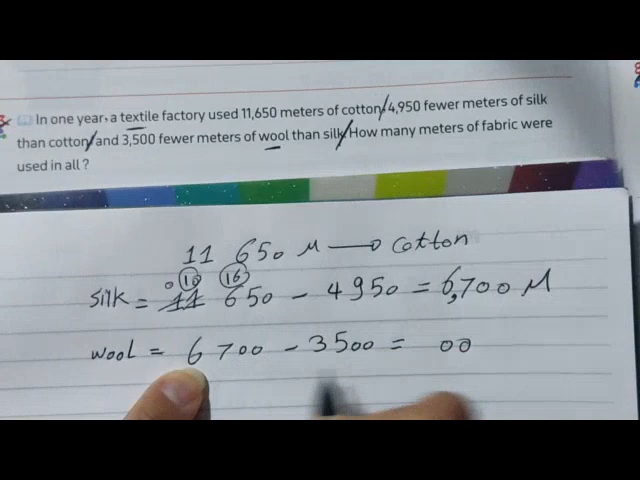 In one year, a textile factory used 11,650 meters of cotton, 4,950 fewer meters of silk
than cotton, and 3,500 fewer meters of wool than silk. How many meters of fabric were
used in all?
11 650 M → cotton
0 10 16
silk = 11 650 - 4950 = 6,700 M
wool = 6700 - 3500 = 00